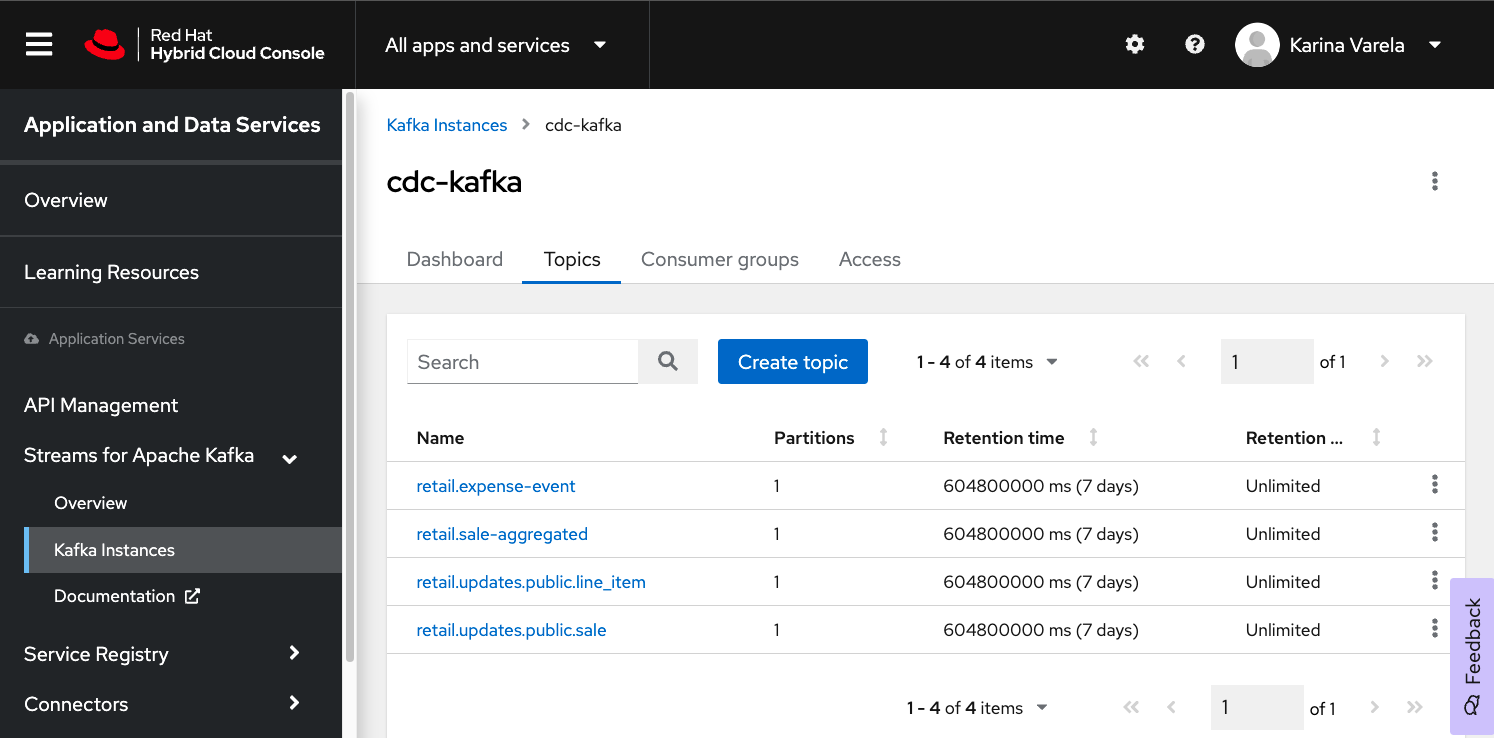 Red Hat
Hybrid Cloud Console
All apps and services
Karina Varela
Application and Data Services
Overview
Learning Resources
Application Services
API Management
Streams for Apache Kafka
Overview
Kafka Instances
Documentation
Service Registry
Connectors
Kafka Instances cdc-kafka
cdc-kafka
Dashboard Topics Consumer groups Access
Search Create topic 1 - 4 of 4 items 1 of 1
Name Partitions Retention time Retention ...
retail.expense-event 1 604800000 ms (7 days) Unlimited
retail.sale-aggregated 1 604800000 ms (7 days) Unlimited
retail.updates.public.line_item 1 604800000 ms (7 days) Unlimited
retail.updates.public.sale 1 604800000 ms (7 days) Unlimited
1 - 4 of 4 items 1 of 1
Feedback